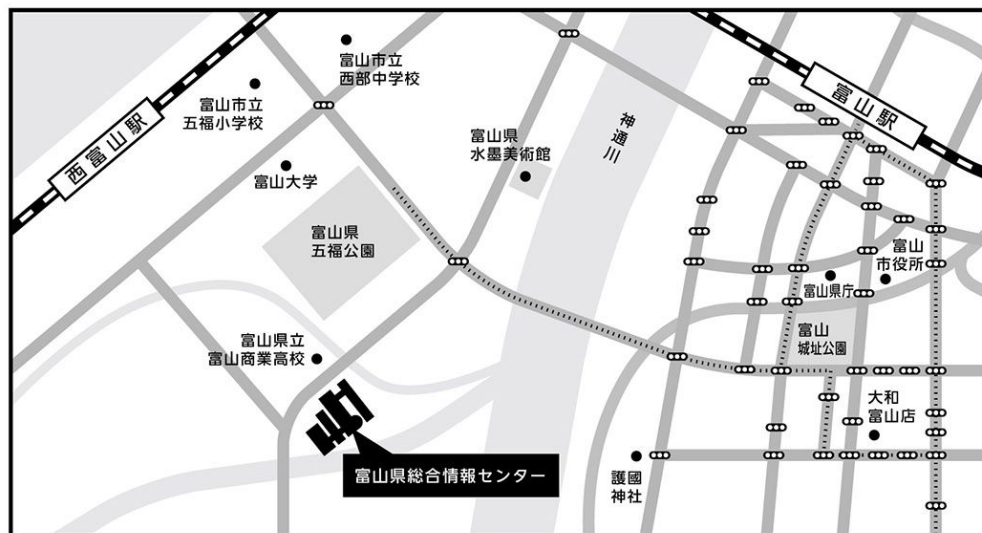 富山市立
西部中学校
富山市立
五福小学校
西富山駅
富山大学
富山県
五福公園
富山県
水墨美術館
神通川
富山駅
富山
市役所
富山県庁
富山
城址公園
大和
富山店
富山県立
富山商業高校
富山県総合情報センター
護國
神社